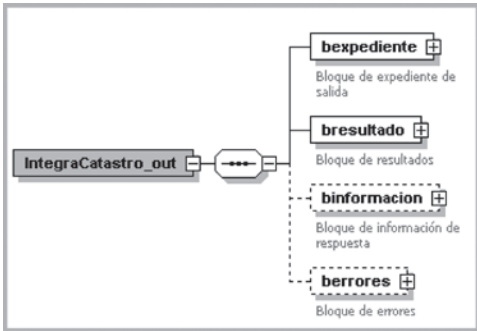 bexpediente
Bloque de expediente de
salida
IntegraCatastro_out
bresultado
Bloque de resultados
binformacion
Bloque de información de
respuesta
berrores
Bloque de errores